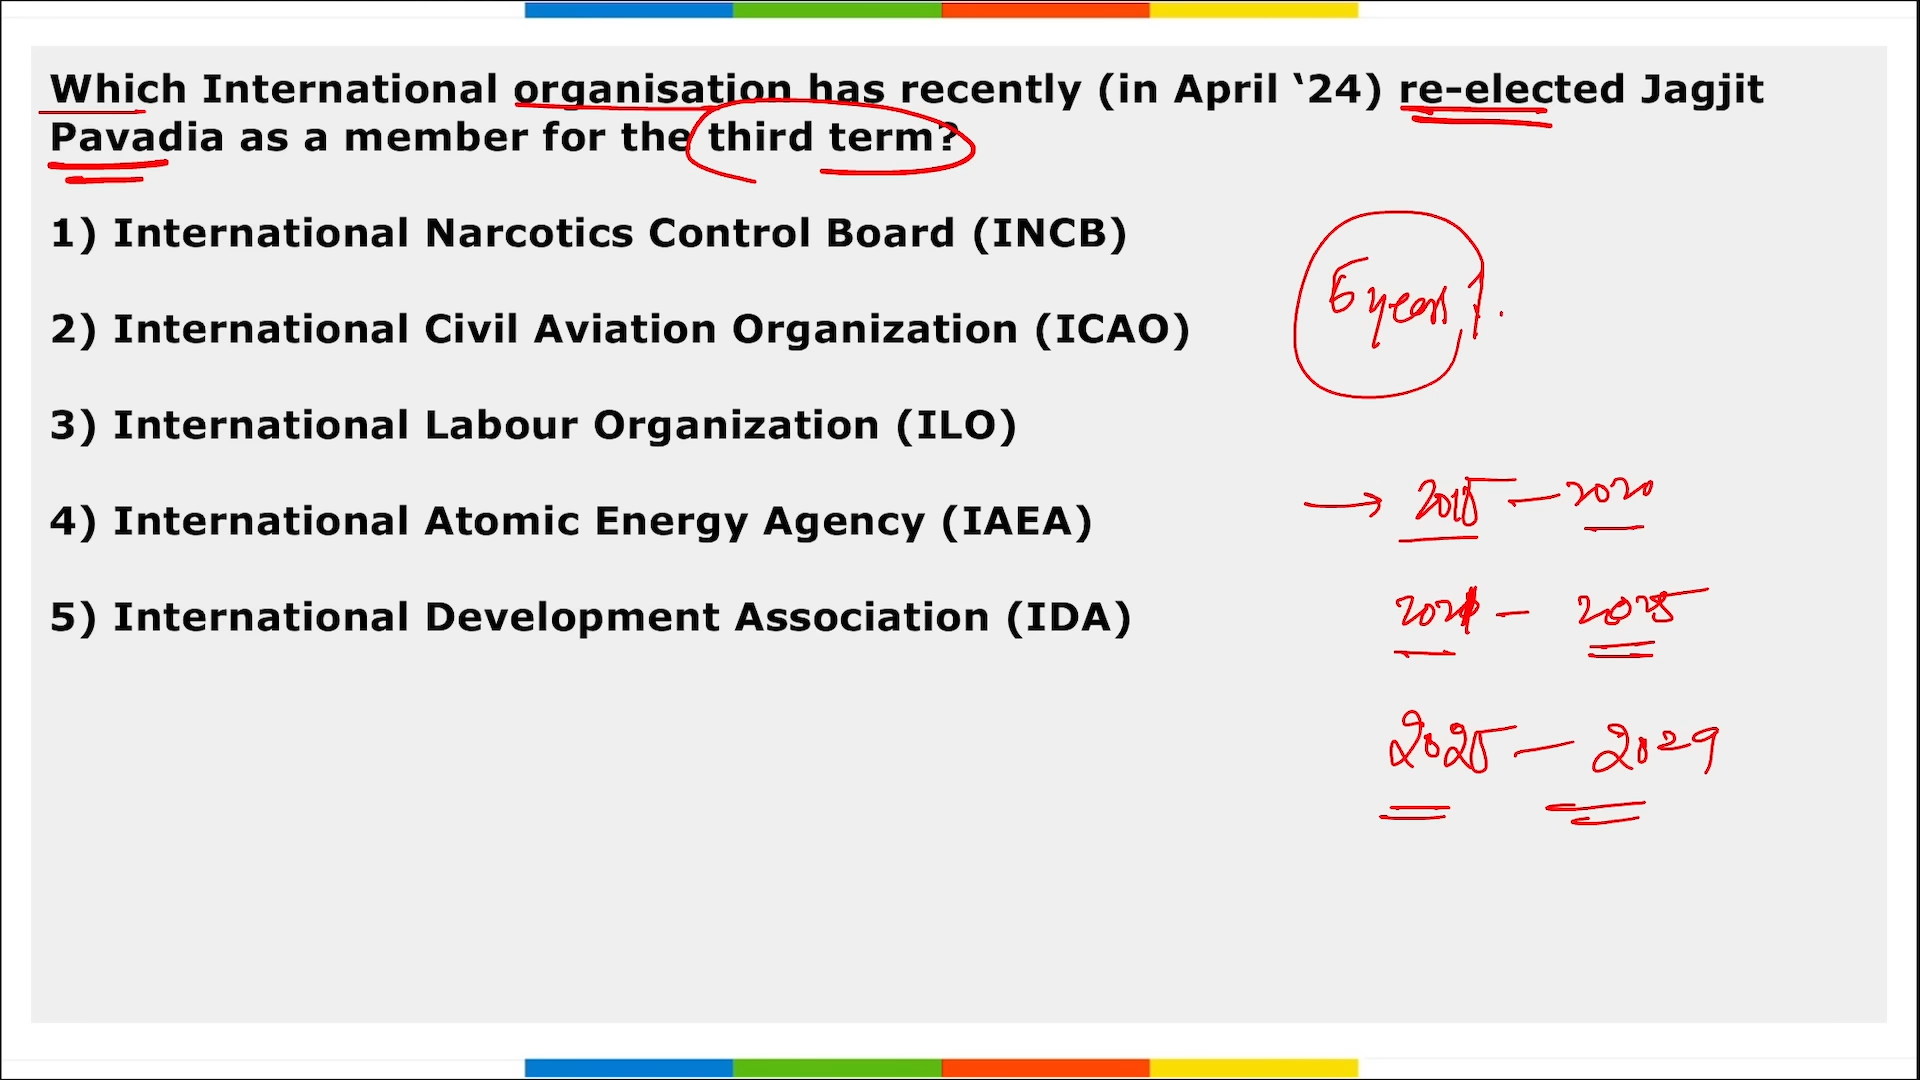 Which International organisation has recently (in April ‘24) re-elected Jagjit
Pavadia as a member for the third term?
1) International Narcotics Control Board (INCB)
2) International Civil Aviation Organization (ICAO)
3) International Labour Organization (ILO)
4) International Atomic Energy Agency (IAEA)
5) International Development Association (IDA)
5 years
→ 2015 – 2020
2021 – 2025
2025 – 2029